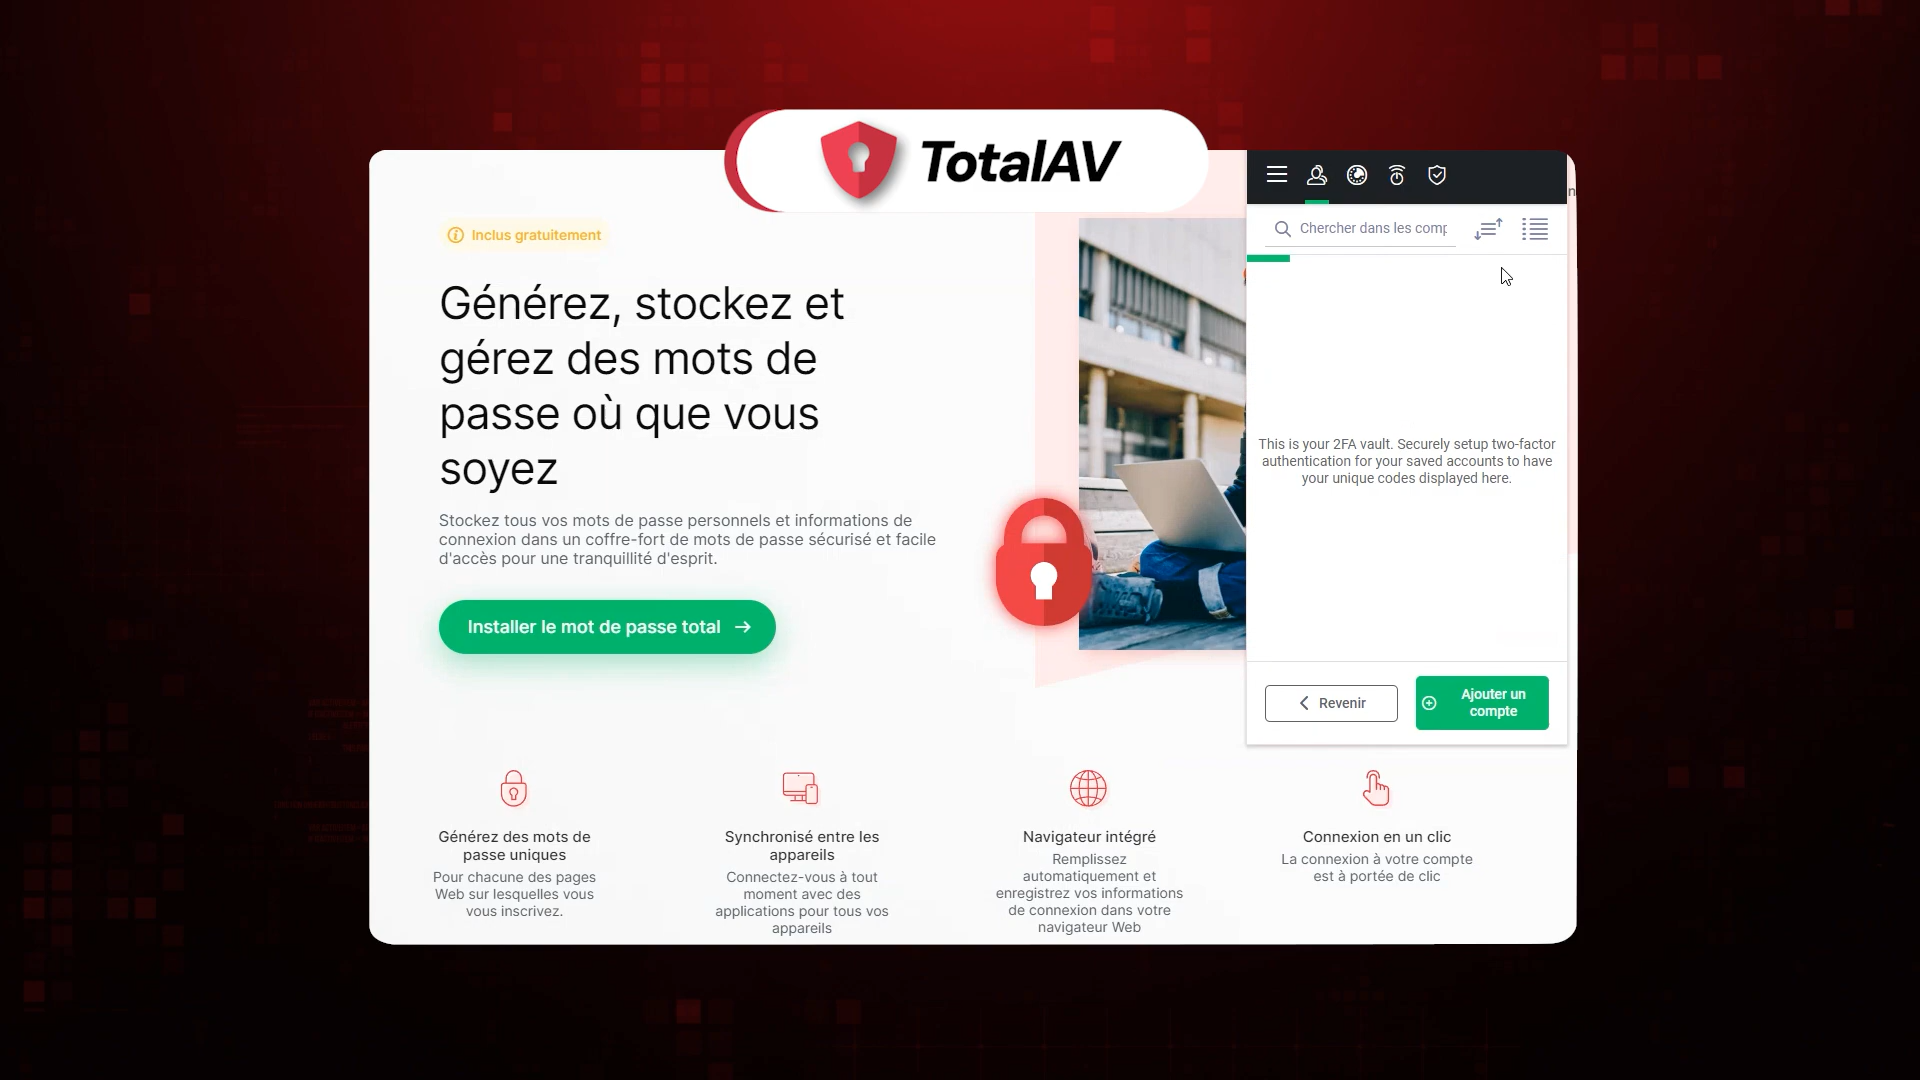 TotalAV
Inclus gratuitement
Générez, stockez et
gérez des mots de
passe où que vous
soyez
Stockez tous vos mots de passe personnels et informations de
connexion dans un coffre-fort de mots de passe sécurisé et facile
d'accès pour une tranquillité d'esprit.
Installer le mot de passe total
Chercher dans les comp
This is your 2FA vault. Securely setup two-factor
authentication for your saved accounts to have
your unique codes displayed here.
Revenir
Ajouter un
compte
Générez des mots de
passe uniques
Pour chacune des pages
Web sur lesquelles vous
vous inscrivez.
Synchronisé entre les
appareils
Connectez-vous à tout
moment avec des
applications pour tous vos
appareils
Navigateur intégré
Remplissez
automatiquement et
enregistrez vos informations
de connexion dans votre
navigateur Web
Connexion en un clic
La connexion à votre compte
est à portée de clic